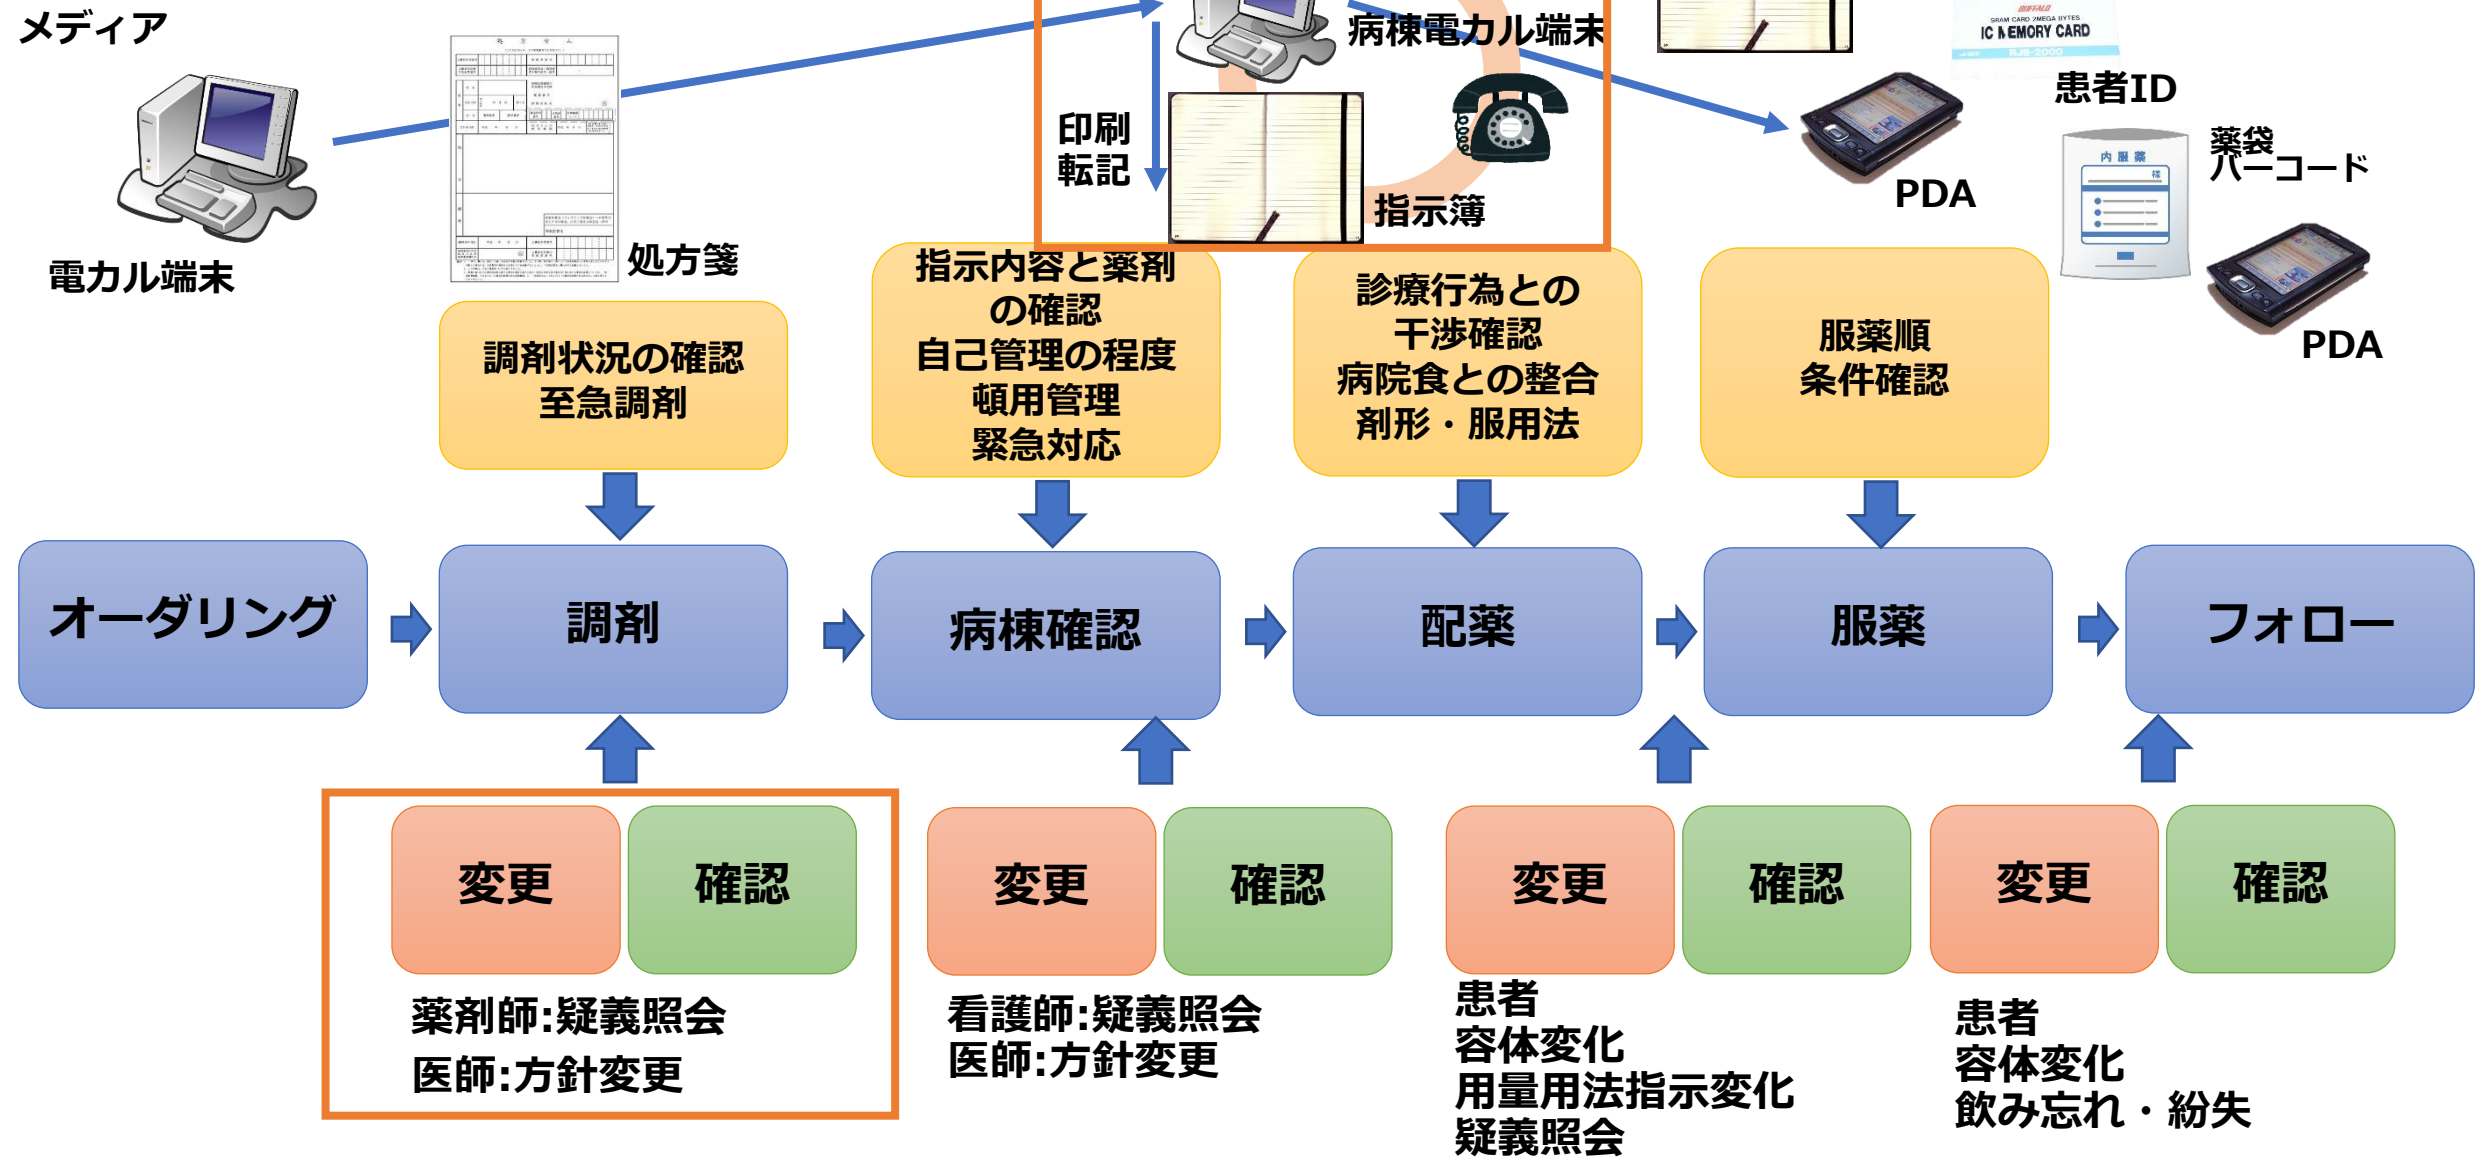 メディア
電カル端末
処方箋
印刷
転記
病棟電カル端末
指示簿
PDA
BUFFALO
SRAM CARD 2MEGA BYTES
IC MEMORY CARD
RJB-2000
患者ID
内服薬
様
薬袋
バーコード
PDA
調剤状況の確認
至急調剤
指示内容と薬剤
の確認
自己管理の程度
頓用管理
緊急対応
診療行為との
干渉確認
病院食との整合
剤形・服用法
服薬順
条件確認
オーダリング
調剤
病棟確認
配薬
服薬
フォロー
変更
確認
薬剤師:疑義照会
医師:方針変更
変更
確認
看護師:疑義照会
医師:方針変更
変更
確認
患者
容体変化
用量用法指示変化
疑義照会
変更
確認
患者
容体変化
飲み忘れ・紛失